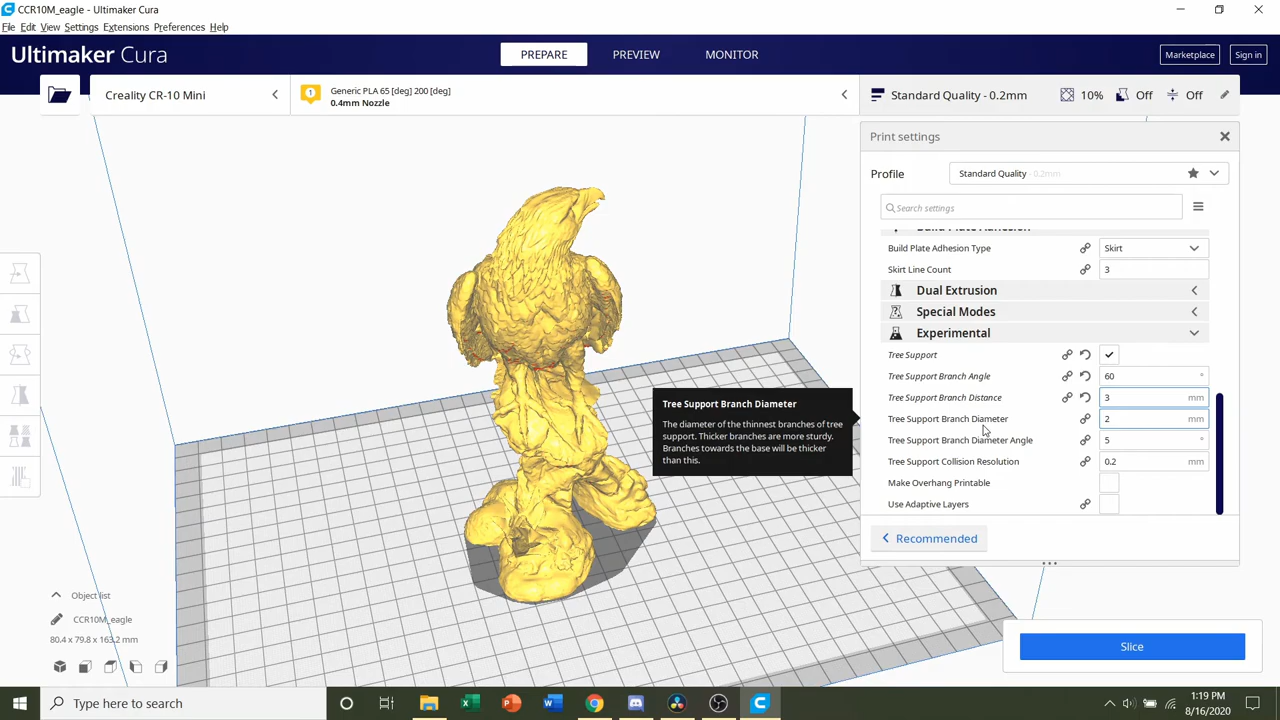 CCR10M_eagle - Ultimaker Cura
File Edit View Settings Extensions Preferences Help
Ultimaker Cura
PREPARE
PREVIEW
MONITOR
Marketplace
Sign in
Creality CR-10 Mini
1
Generic PLA 65 [deg] 200 [deg]
0.4mm Nozzle
Standard Quality - 0.2mm
10%
Off
Off
Print settings
Profile
Standard Quality - 0.2mm
Search settings
Build Plate Adhesion
Build Plate Adhesion Type
Skirt
Skirt Line Count
3
Dual Extrusion
Special Modes
Experimental
Tree Support
Tree Support Branch Angle
60 °
Tree Support Branch Distance
3 mm
Tree Support Branch Diameter
2 mm
Tree Support Branch Diameter Angle
5 °
Tree Support Collision Resolution
0.2 mm
Make Overhang Printable
Use Adaptive Layers
Recommended
Tree Support Branch Diameter
The diameter of the thinnest branches of tree
support. Thicker branches are more sturdy.
Branches towards the base will be thicker
than this.
Object list
CCR10M_eagle
80.4 x 79.8 x 163.2 mm
Slice
Type here to search
1:19 PM
8/16/2020